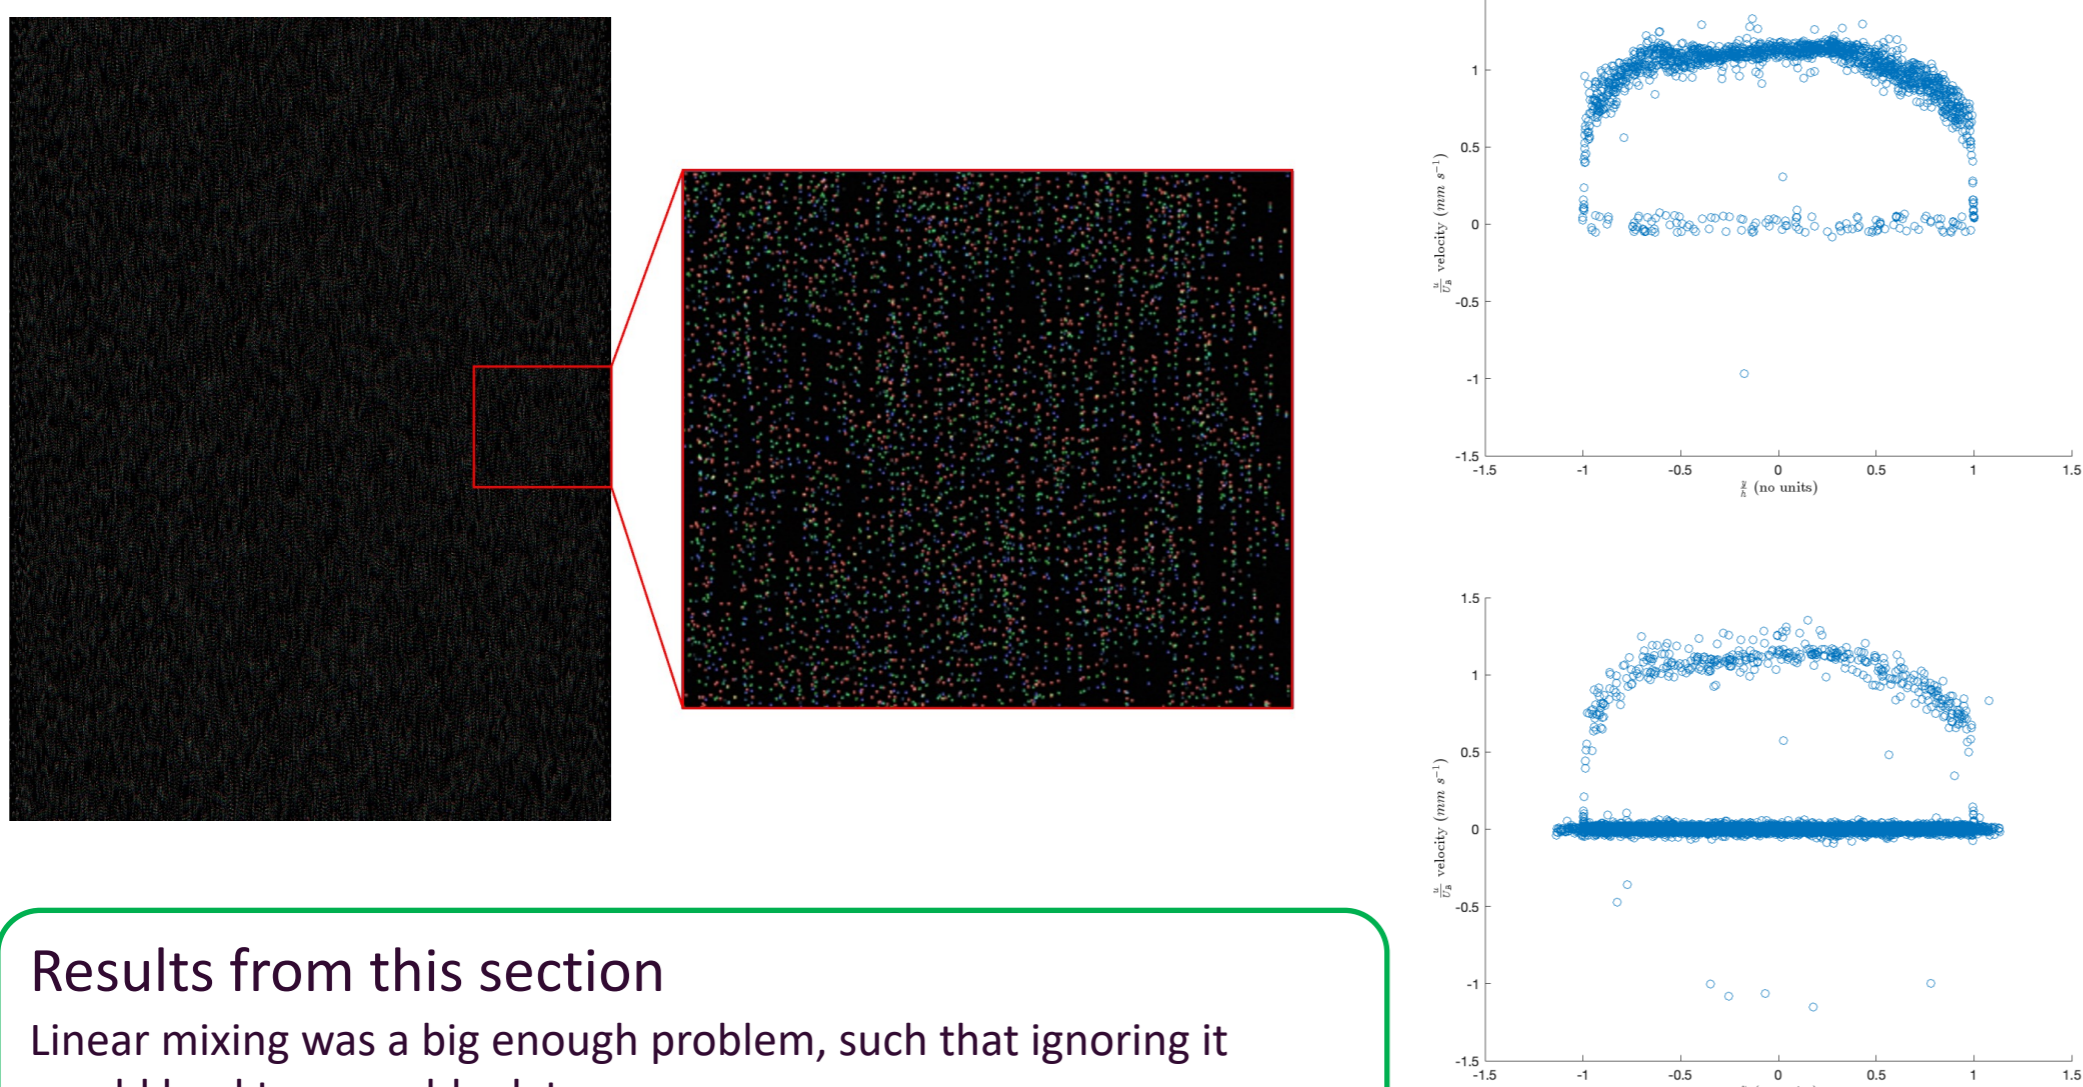 1
0.5
0
-0.5
-1
-1.5
u/U_B velocity (mm s⁻¹)
-1.5 -1 -0.5 0 0.5 1 1.5
(no units)
1.5
1
0.5
0
-0.5
-1
-1.5
u/U_B velocity (mm s⁻¹)
-1.5 -1 -0.5 0 0.5 1 1.5
Results from this section
Linear mixing was a big enough problem, such that ignoring it